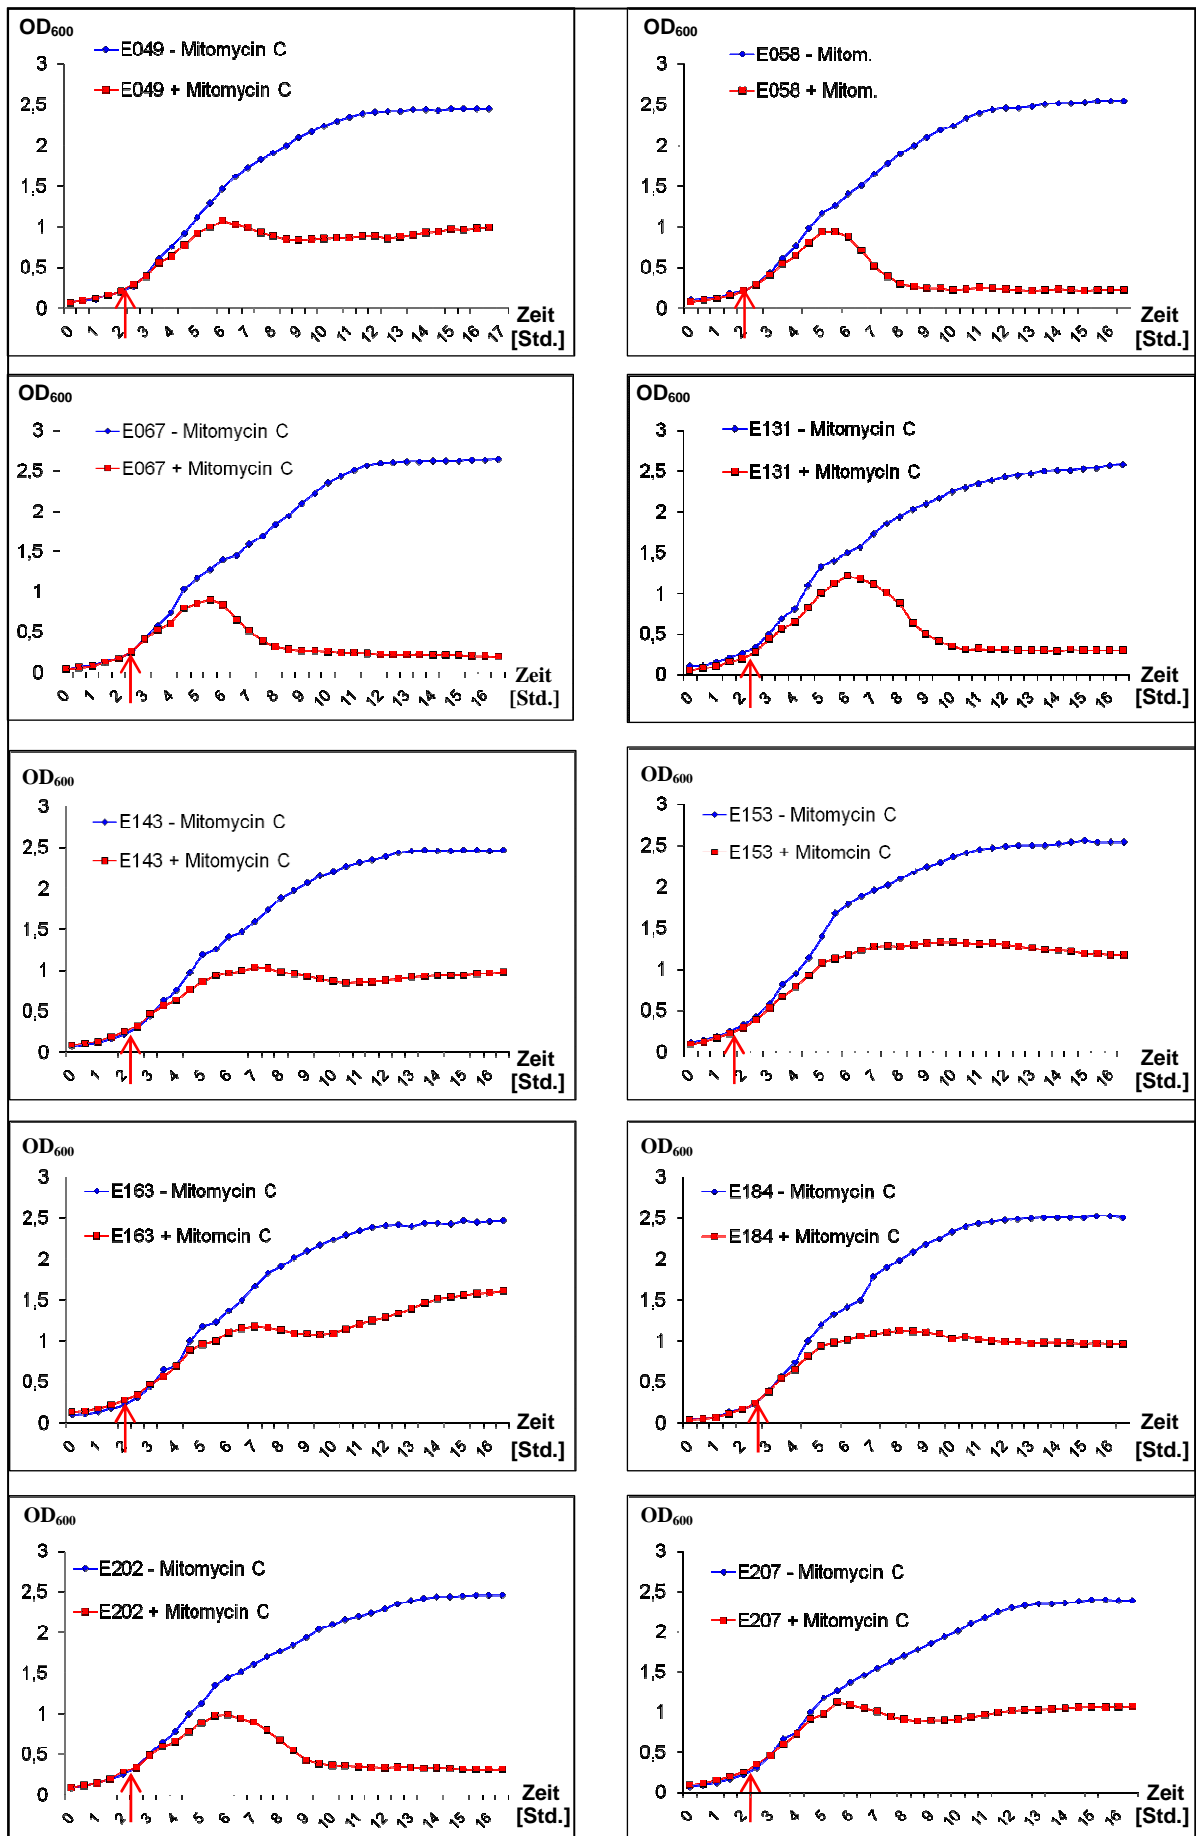 OD600
E049 - Mitomycin C
E049 + Mitomycin C
3
2,5
2
1,5
1
0,5
0
0 1 2 3 4 5 6 7 8 9 10 11 12 13 14 15 16 17
Zeit
[Std.]
OD600
E058 - Mitom.
E058 + Mitom.
3
2,5
2
1,5
1
0,5
0
0 1 2 3 4 5 6 7 8 9 10 11 12 13 14 15 16
Zeit
[Std.]
OD600
E067 - Mitomycin C
E067 + Mitomycin C
3
2,5
2
1,5
1
0,5
0
0 1 2 3 4 5 6 7 8 9 10 11 12 13 14 15 16
Zeit
[Std.]
OD600
E131 - Mitomycin C
E131 + Mitomycin C
3
2,5
2
1,5
1
0,5
0
0 1 2 3 4 5 6 7 8 9 10 11 12 13 14 15 16
Zeit
[Std.]
OD600
E143 - Mitomycin C
E143 + Mitomycin C
3
2,5
2
1,5
1
0,5
0
0 1 2 3 4 5 6 7 8 9 10 11 12 13 14 15 16
Zeit
[Std.]
OD600
E153 - Mitomycin C
E153 + Mitomcin C
3
2,5
2
1,5
1
0,5
0
0 1 2 3 4 5 6 7 8 9 10 11 12 13 14 15 16
Zeit
[Std.]
OD600
E163 - Mitomycin C
E163 + Mitomcin C
3
2,5
2
1,5
1
0,5
0
0 1 2 3 4 5 6 7 8 9 10 11 12 13 14 15 16
Zeit
[Std.]
OD600
E184 - Mitomycin C
E184 + Mitomycin C
3
2,5
2
1,5
1
0,5
0
0 1 2 3 4 5 6 7 8 9 10 11 12 13 14 15 16
Zeit
[Std.]
OD600
E202 - Mitomycin C
E202 + Mitomycin C
3
2,5
2
1,5
1
0,5
0
0 1 2 3 4 5 6 7 8 9 10 11 12 13 14 15 16
Zeit
[Std.]
OD600
E207 - Mitomycin C
E207 + Mitomycin C
3
2,5
2
1,5
1
0,5
0
0 1 2 3 4 5 6 7 8 9 10 11 12 13 14 15 16
Zeit
[Std.]